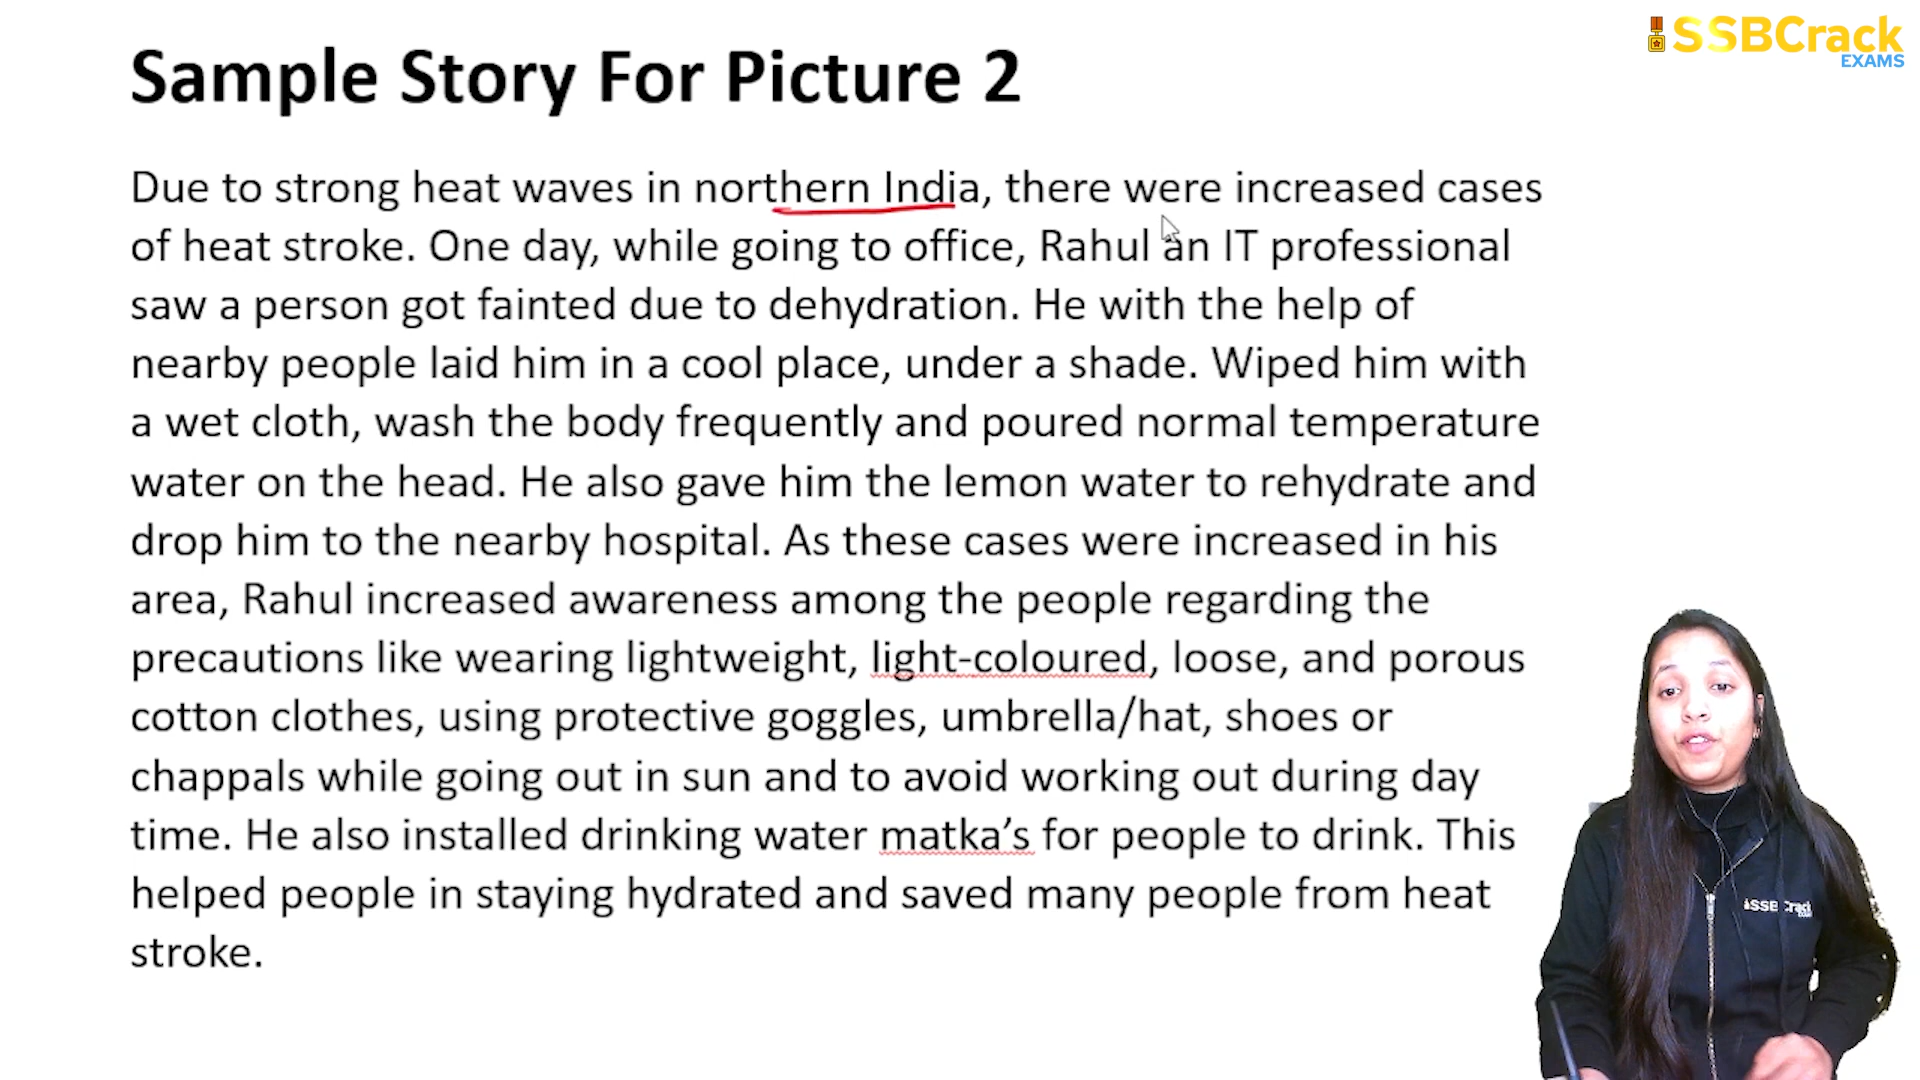 SSBCrack
EXAMS
Sample Story For Picture 2
Due to strong heat waves in northern India, there were increased cases
of heat stroke. One day, while going to office, Rahul an IT professional
saw a person got fainted due to dehydration. He with the help of
nearby people laid him in a cool place, under a shade. Wiped him with
a wet cloth, wash the body frequently and poured normal temperature
water on the head. He also gave him the lemon water to rehydrate and
drop him to the nearby hospital. As these cases were increased in his
area, Rahul increased awareness among the people regarding the
precautions like wearing lightweight, light-coloured, loose, and porous
cotton clothes, using protective goggles, umbrella/hat, shoes or
chappals while going out in sun and to avoid working out during day
time. He also installed drinking water matka’s for people to drink. This
helped people in staying hydrated and saved many people from heat
stroke.
SSBCrack